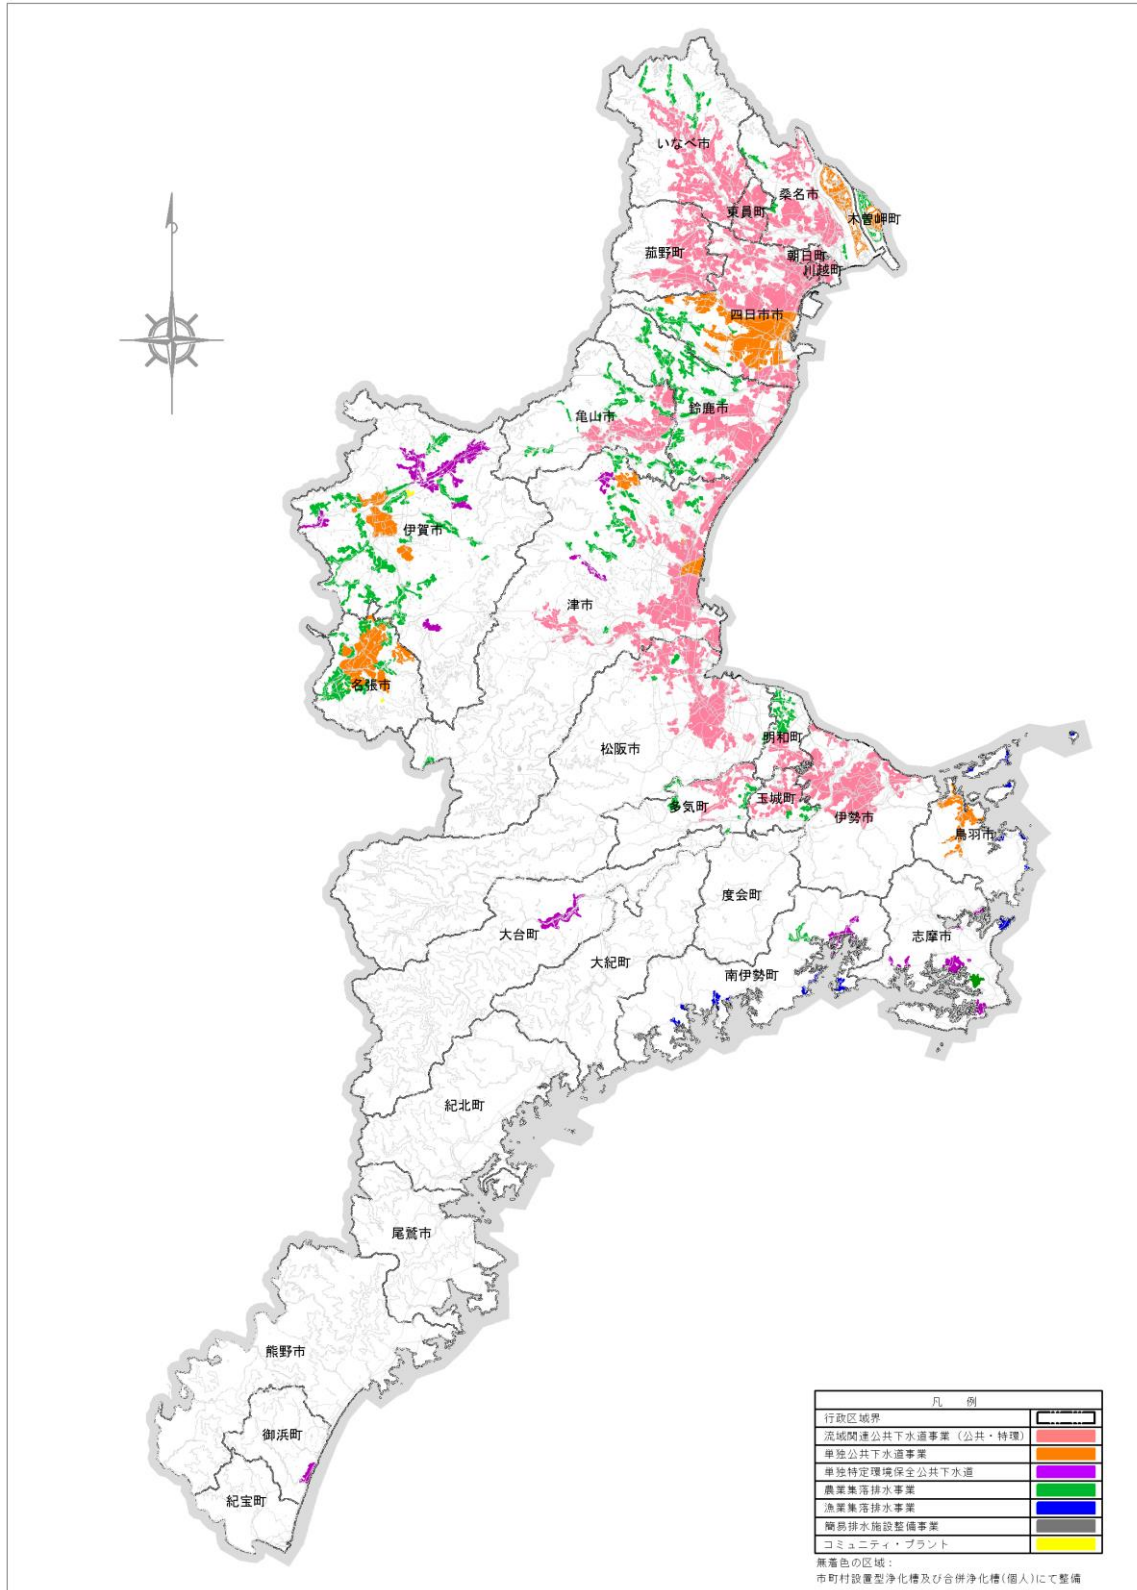 いなべ市
桑名市
東員町
木曽岬町
菰野町
朝日町
川越町
四日市市
亀山市
鈴鹿市
伊賀市
津市
名張市
松阪市
明和町
多気町
玉城町
伊勢市
鳥羽市
度会町
大台町
志摩市
大紀町
南伊勢町
紀北町
尾鷲市
熊野市
御浜町
紀宝町
凡 例
行政区域界
流域関連公共下水道事業（公共・特環）
単独公共下水道事業
単独特定環境保全公共下水道
農業集落排水事業
漁業集落排水事業
簡易排水施設整備事業
コミュニティ・プラント
無着色の区域：
市町村設置型浄化槽及び合併浄化槽(個人)にて整備